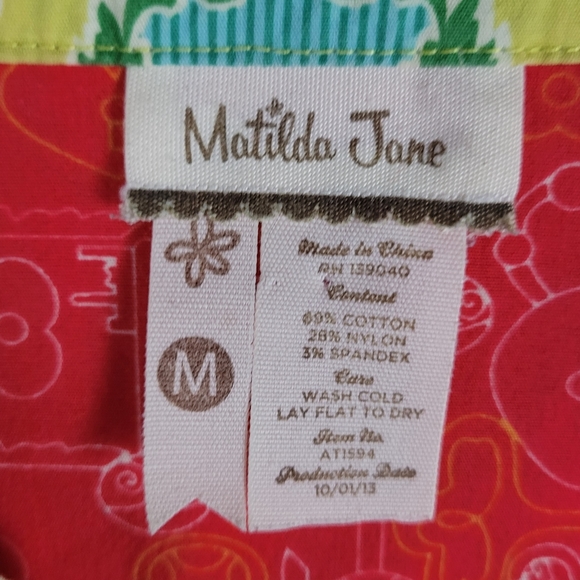 Matilda Jane
Made in China
RN 139040
Content
69% COTTON
28% NYLON
3% SPANDEX
Care
WASH COLD
LAY FLAT TO DRY
Item No.
AT1594
Production Date
10/01/13
M